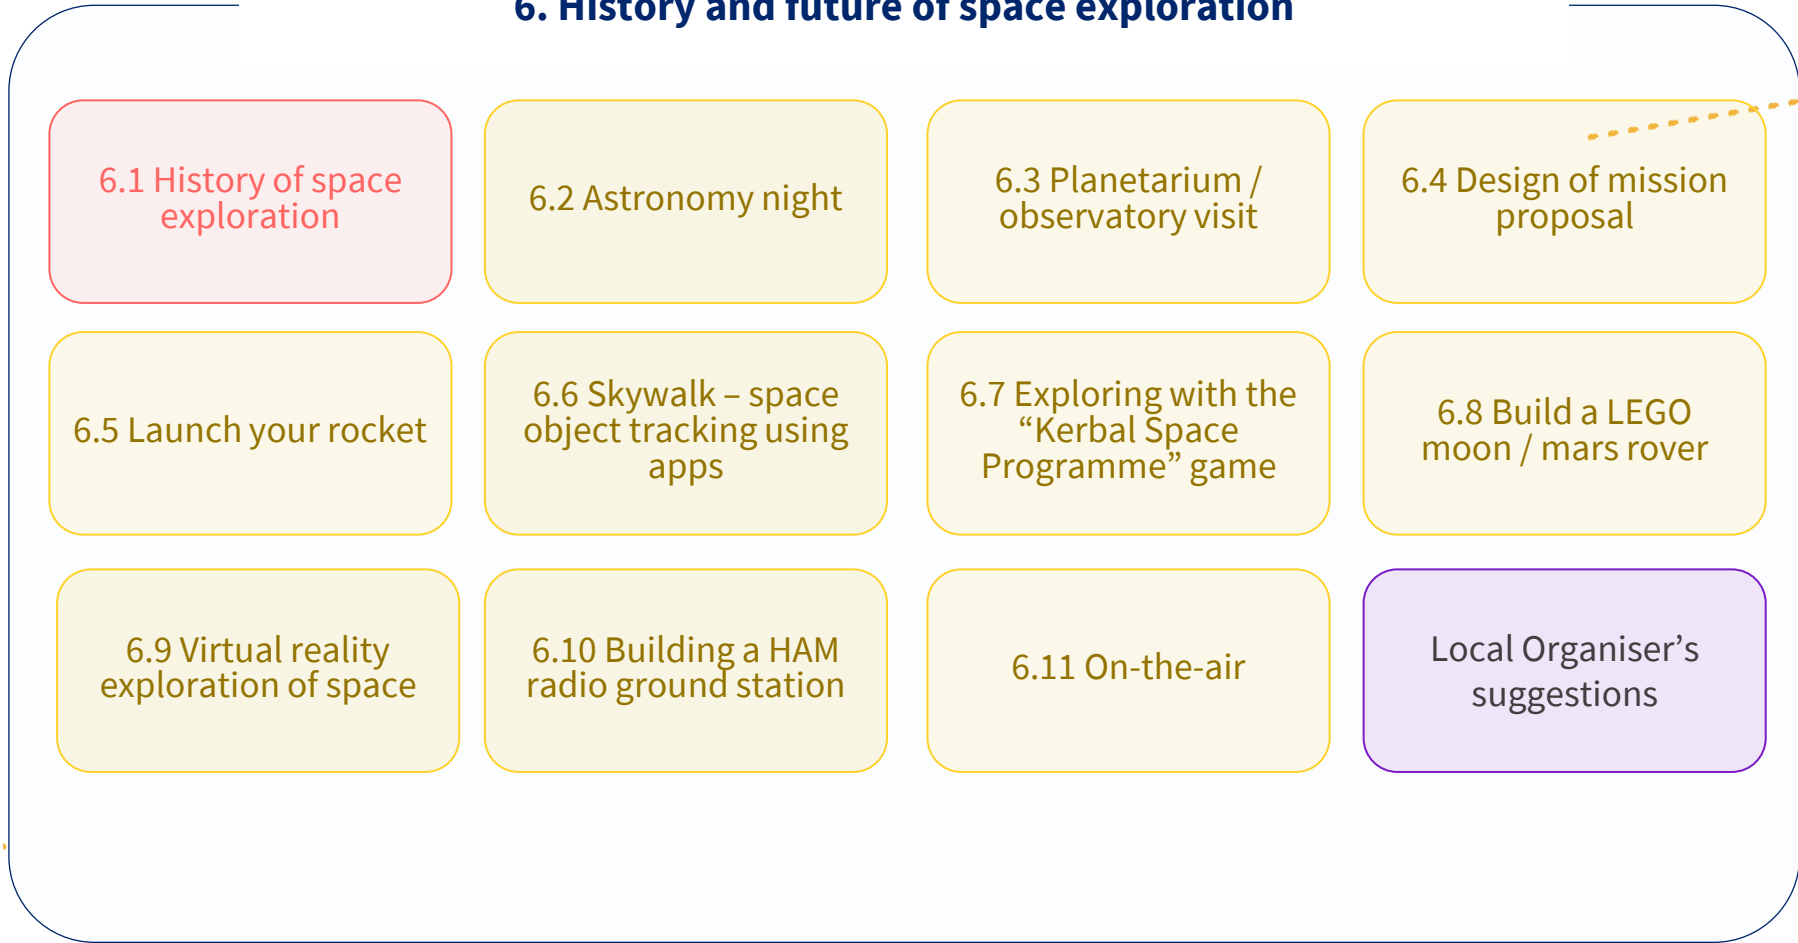 6. History and future of space exploration
6.1 History of space
exploration
6.2 Astronomy night
6.3 Planetarium /
observatory visit
6.4 Design of mission
proposal
6.5 Launch your rocket
6.6 Skywalk – space
object tracking using
apps
6.7 Exploring with the
“Kerbal Space
Programme” game
6.8 Build a LEGO
moon / mars rover
6.9 Virtual reality
exploration of space
6.10 Building a HAM
radio ground station
6.11 On-the-air
Local Organiser’s
suggestions